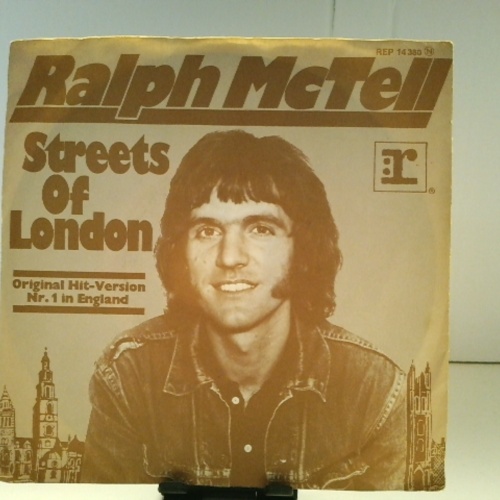 REP 14 380
Ralph McTell
Streets
Of
London
:r
®
Original Hit-Version
Nr. 1 in England